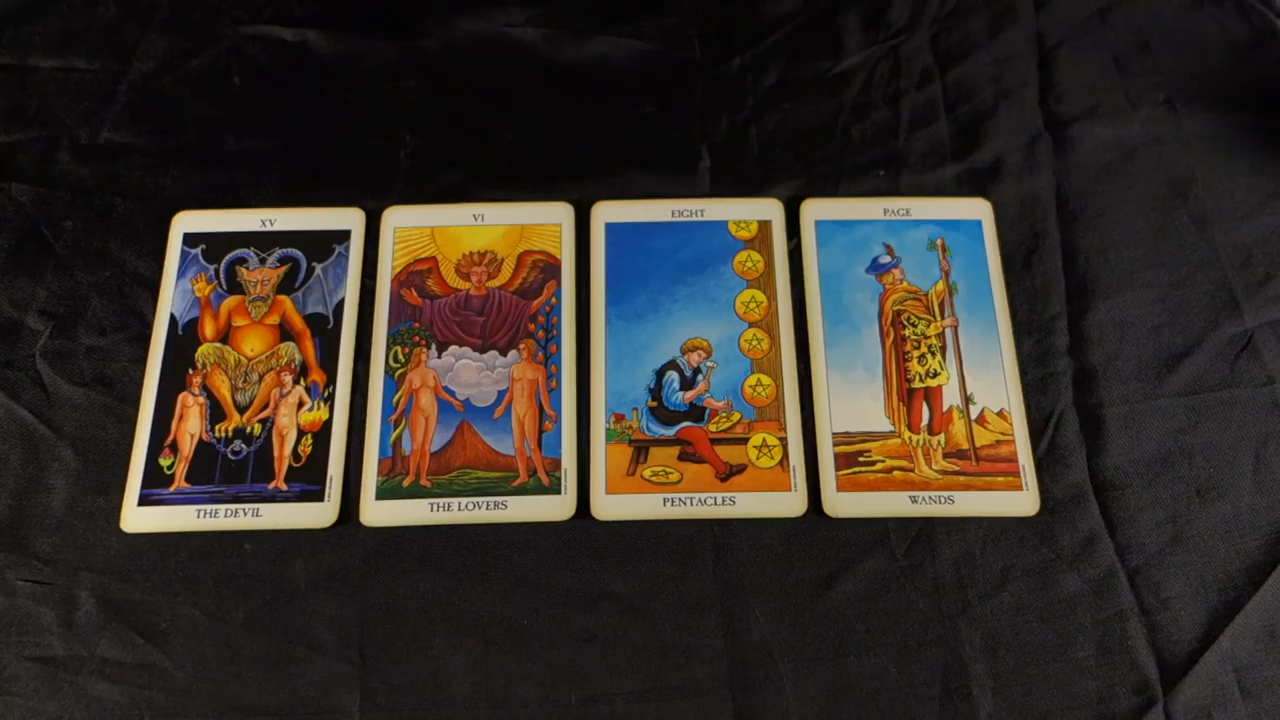 XV
THE DEVIL
VI
THE LOVERS
EIGHT
PENTACLES
PAGE
WANDS